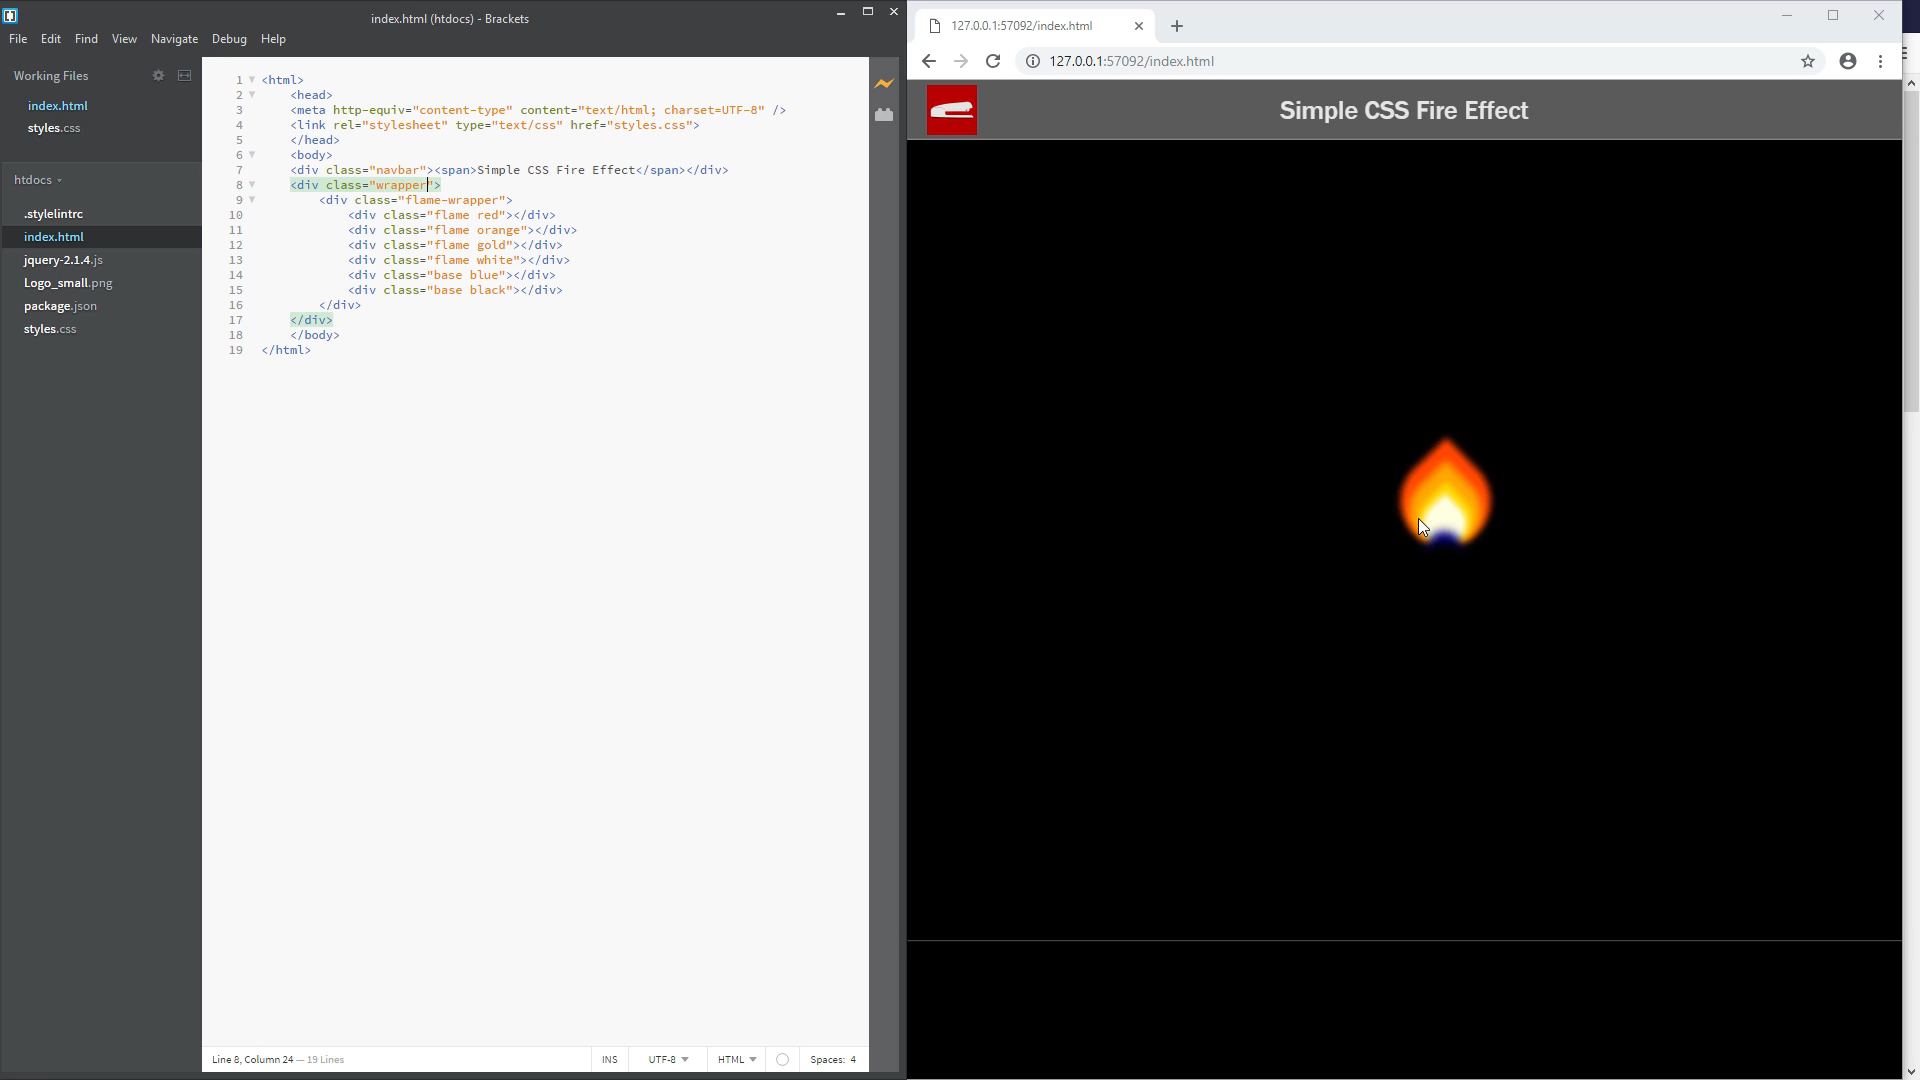 index.html (htdocs) - Brackets
File Edit Find View Navigate Debug Help
Working Files
index.html
styles.css
htdocs
.stylelintrc
index.html
jquery-2.1.4.js
Logo_small.png
package.json
styles.css
1 <html>
2 <head>
3 <meta http-equiv="content-type" content="text/html; charset=UTF-8" />
4 <link rel="stylesheet" type="text/css" href="styles.css">
5 </head>
6 <body>
7 <div class="navbar"><span>Simple CSS Fire Effect</span></div>
8 <div class="wrapper">
9 <div class="flame-wrapper">
10 <div class="flame red"></div>
11 <div class="flame orange"></div>
12 <div class="flame gold"></div>
13 <div class="flame white"></div>
14 <div class="base blue"></div>
15 <div class="base black"></div>
16 </div>
17 </div>
18 </body>
19 </html>
Line 8, Column 24 — 19 Lines
INS UTF-8 HTML Spaces: 4
127.0.0.1:57092/index.html
127.0.0.1:57092/index.html
Simple CSS Fire Effect